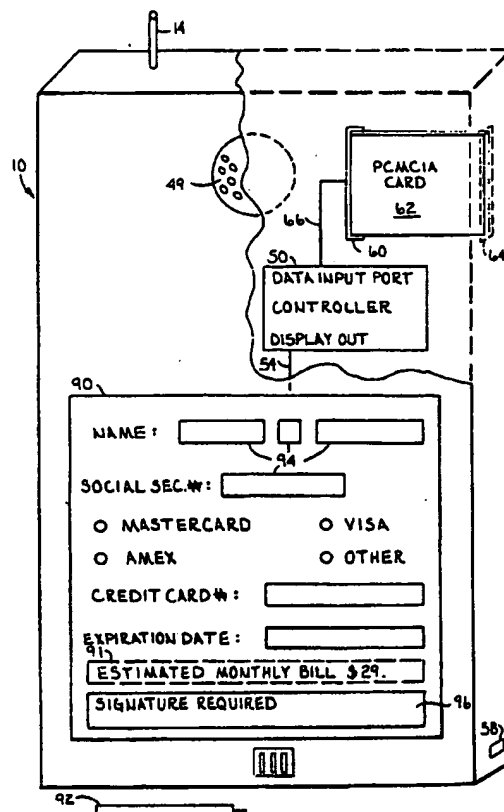 14
10
49
PCMCIA
CARD
62
66
60
64
50
DATA INPUT PORT
CONTROLLER
DISPLAY OUT
54
90
NAME:
94
SOCIAL SEC.#:
MASTERCARD VISA
AMEX OTHER
CREDIT CARD #:
EXPIRATION DATE:
91
ESTIMATED MONTHLY BILL $29.
SIGNATURE REQUIRED
96
58
92